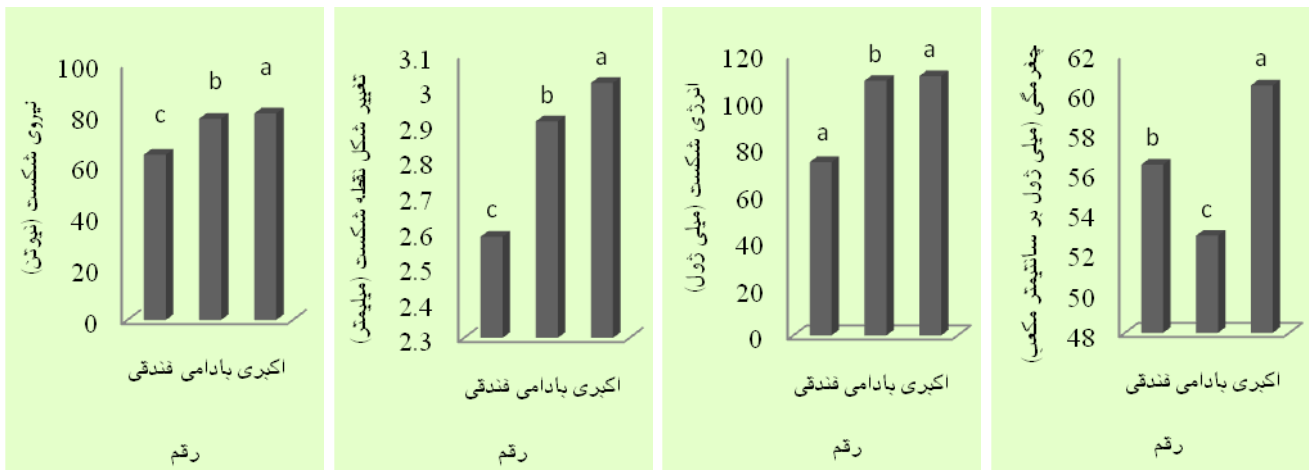 نیروی شکست (نیوتن)
100
80
60
40
20
0
c
b
a
اکبری بادامی فندقی
رقم
تغییر شکل نقطه شکست (میلیمتر)
3.1
3
2.9
2.8
2.7
2.6
2.5
2.4
2.3
c
b
a
اکبری بادامی فندقی
رقم
انرژی شکست (میلی ژول)
120
100
80
60
40
20
0
a
b
a
اکبری بادامی فندقی
رقم
چغرمگی (میلی ژول بر سانتیمتر مکعب)
62
60
58
56
54
52
50
48
b
c
a
اکبری بادامی فندقی
رقم